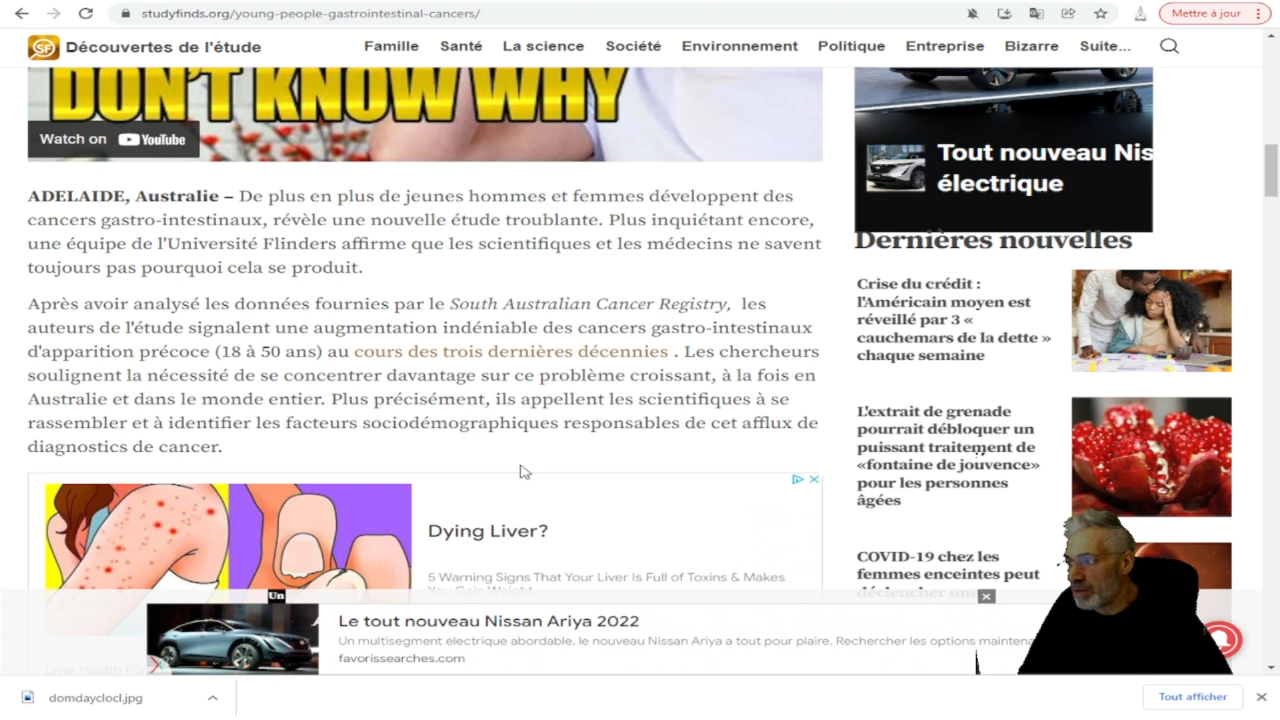 studyfinds.org/young-people-gastrointestinal-cancers/
Mettre à jour
SF Découvertes de l'étude
Famille Santé La science Société Environnement Politique Entreprise Bizarre Suite...
DON'T KNOW WHY
Watch on YouTube
ADELAIDE, Australie – De plus en plus de jeunes hommes et femmes développent des
cancers gastro-intestinaux, révèle une nouvelle étude troublante. Plus inquiétant encore,
une équipe de l'Université Flinders affirme que les scientifiques et les médecins ne savent
toujours pas pourquoi cela se produit.
Après avoir analysé les données fournies par le South Australian Cancer Registry, les
auteurs de l'étude signalent une augmentation indéniable des cancers gastro-intestinaux
d'apparition précoce (18 à 50 ans) au cours des trois dernières décennies . Les chercheurs
soulignent la nécessité de se concentrer davantage sur ce problème croissant, à la fois en
Australie et dans le monde entier. Plus précisément, ils appellent les scientifiques à se
rassembler et à identifier les facteurs sociodémographiques responsables de cet afflux de
diagnostics de cancer.
Dying Liver?
5 Warning Signs That Your Liver Is Full of Toxins & Makes
You Gain Weight
Liver Health For
Tout nouveau Nis
électrique
Dernières nouvelles
Crise du crédit :
l'Américain moyen est
réveillé par 3 «
cauchemars de la dette »
chaque semaine
L'extrait de grenade
pourrait débloquer un
puissant traitement de
«fontaine de jouvence»
pour les personnes
âgées
COVID-19 chez les
femmes enceintes peut
déclencher une
Un
Le tout nouveau Nissan Ariya 2022
Un multisegment électrique abordable, le nouveau Nissan Ariya a tout pour plaire. Rechercher les options maintena
favorissearches.com
domdayclocl.jpg
Tout afficher